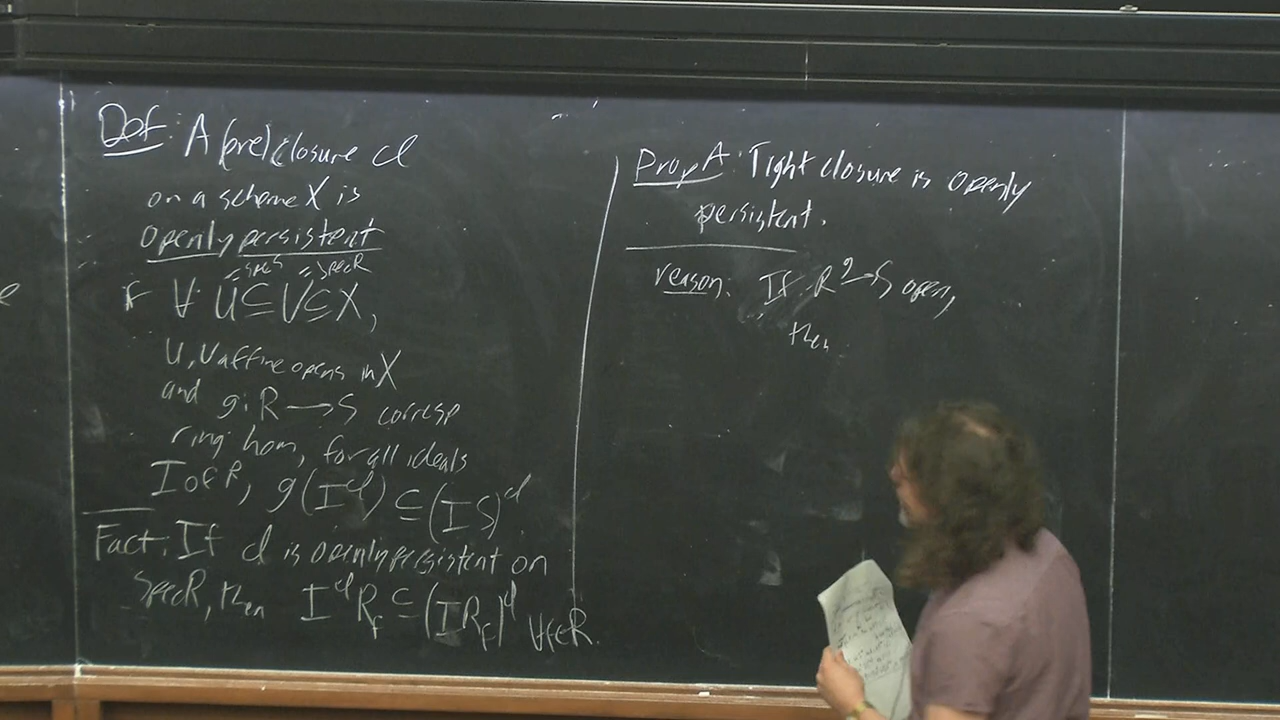 Def: A (pre)closure cl
on a scheme X is
openly persistent
= Spec S = Spec R
if ∀ U ⊆ V ⊆ X,
U, V affine opens in X
and g: R → S corresp
ring hom, for all ideals
I of R, g(I^cl) ⊆ (IS)^cl
Fact: If cl is openly persistent on
Spec R, then I^cl R_f ⊆ (IR_f)^cl ∀f∈R.
Prop A: Tight closure is openly
persistent.
reason: If R g→ S open,
then